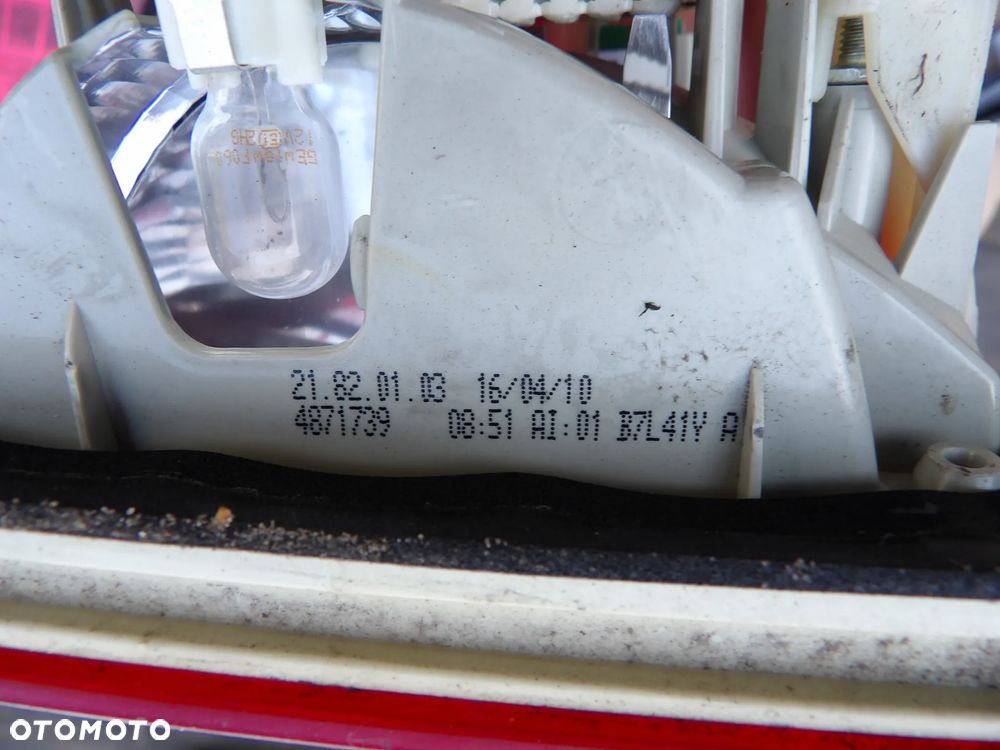 21.82.01.03 16/04/10
4871739 08:51 AI:01 B7L41Y A
OTOMOTO